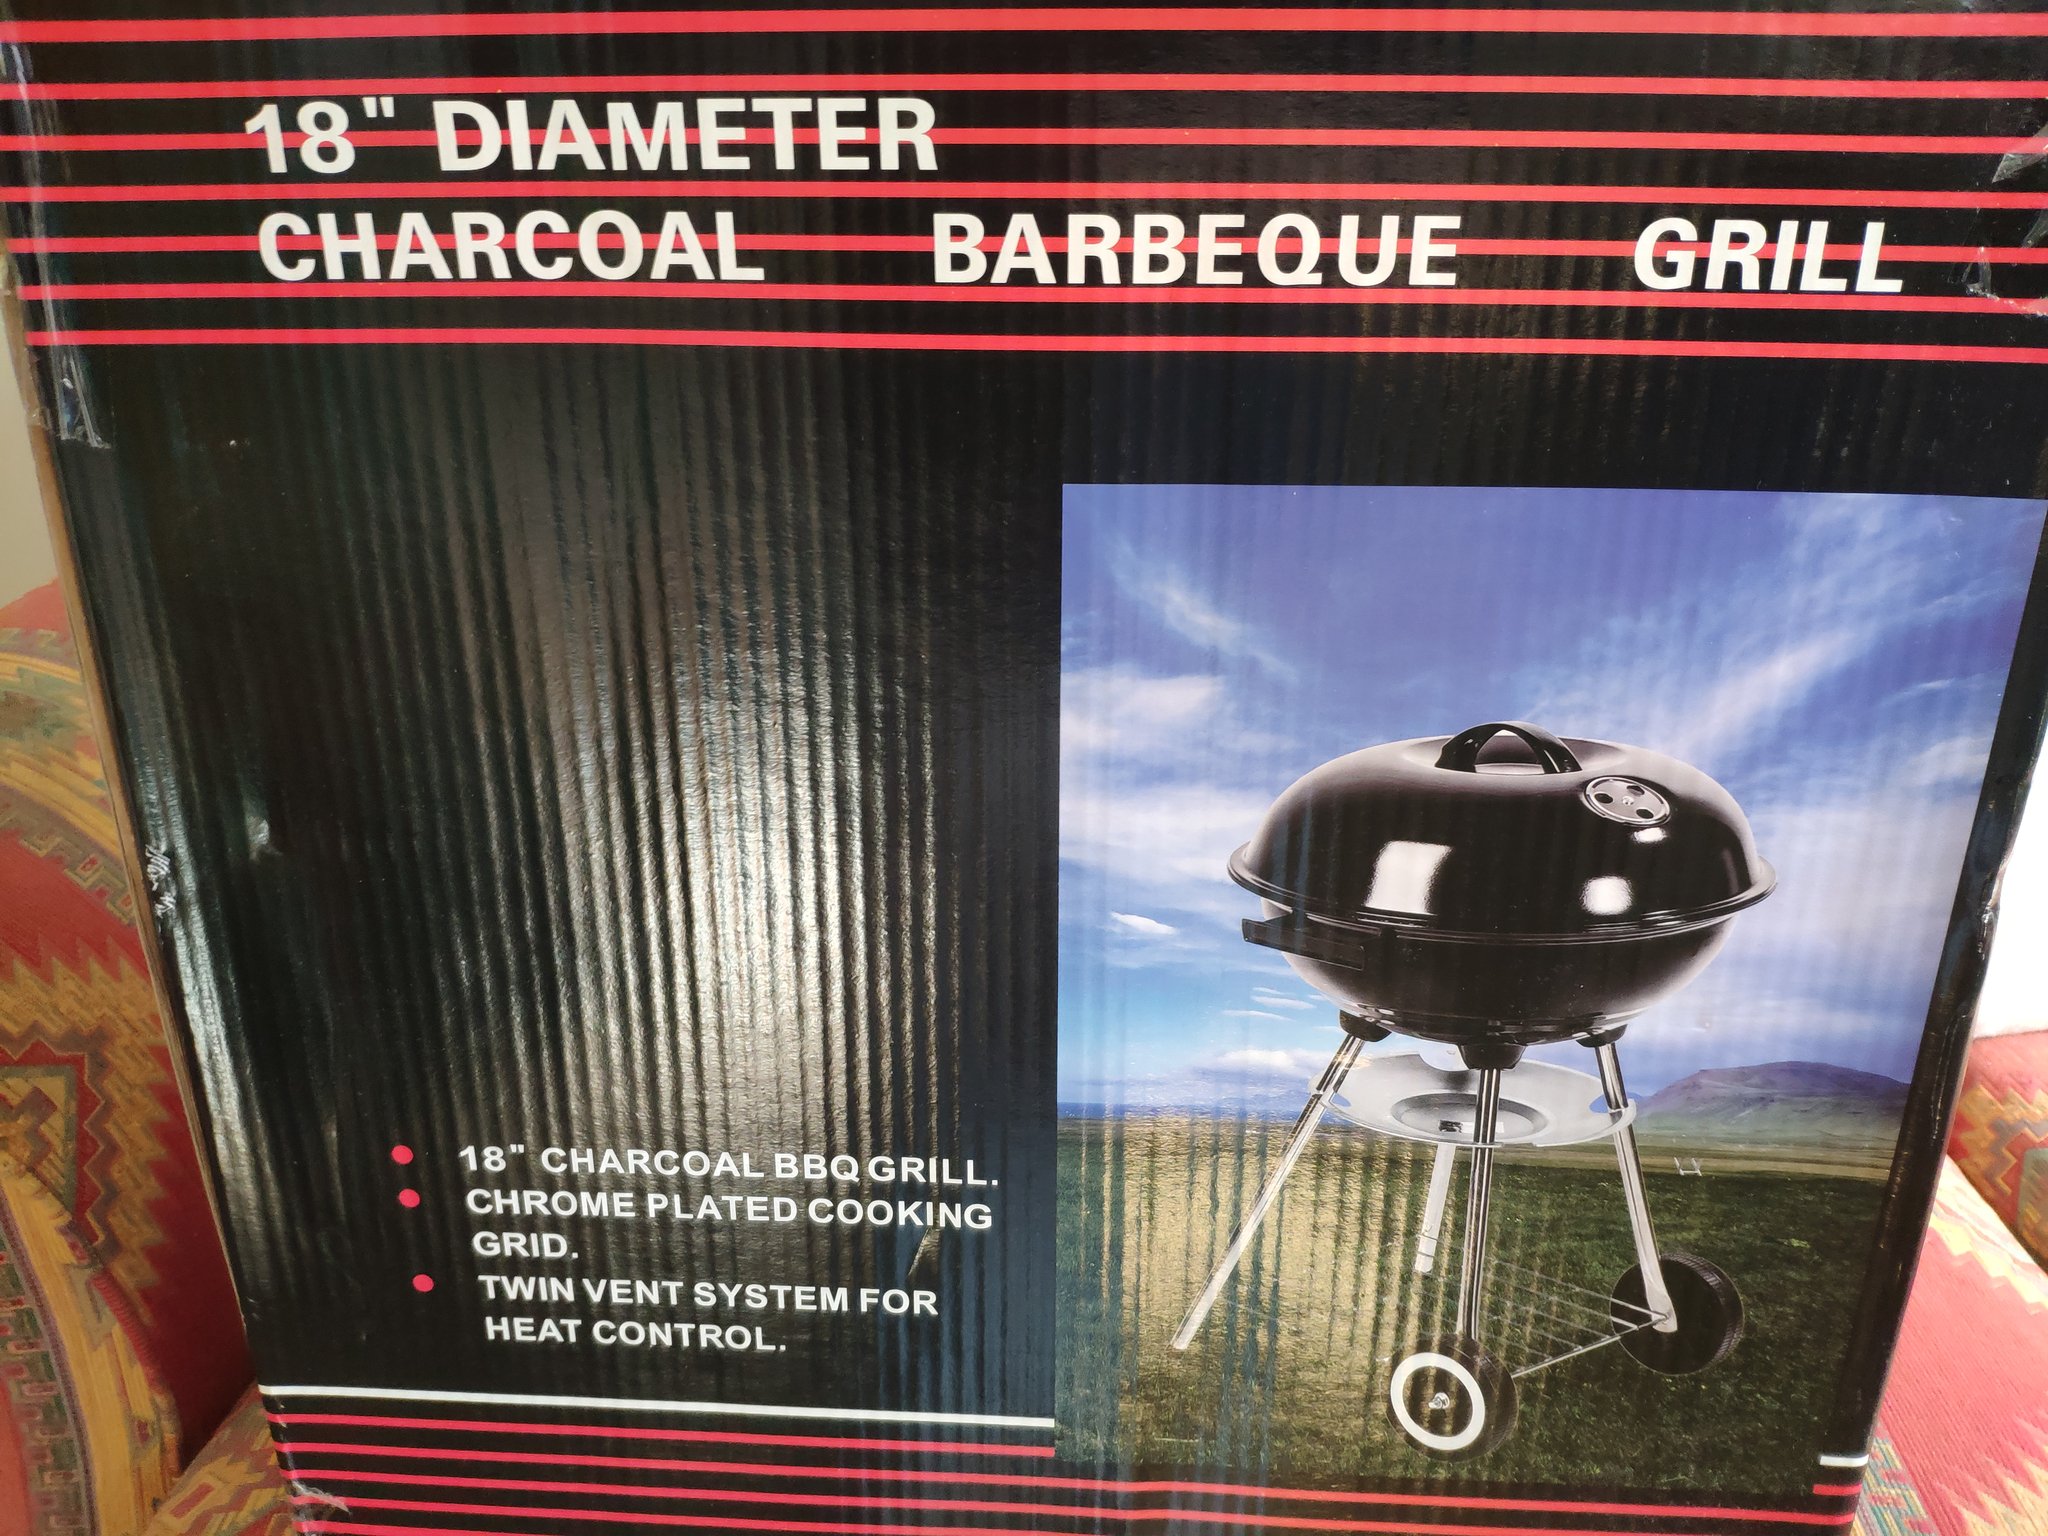 18" DIAMETER
CHARCOAL BARBEQUE GRILL
18" CHARCOAL BBQ GRILL.
CHROME PLATED COOKING
GRID.
TWIN VENT SYSTEM FOR
HEAT CONTROL.